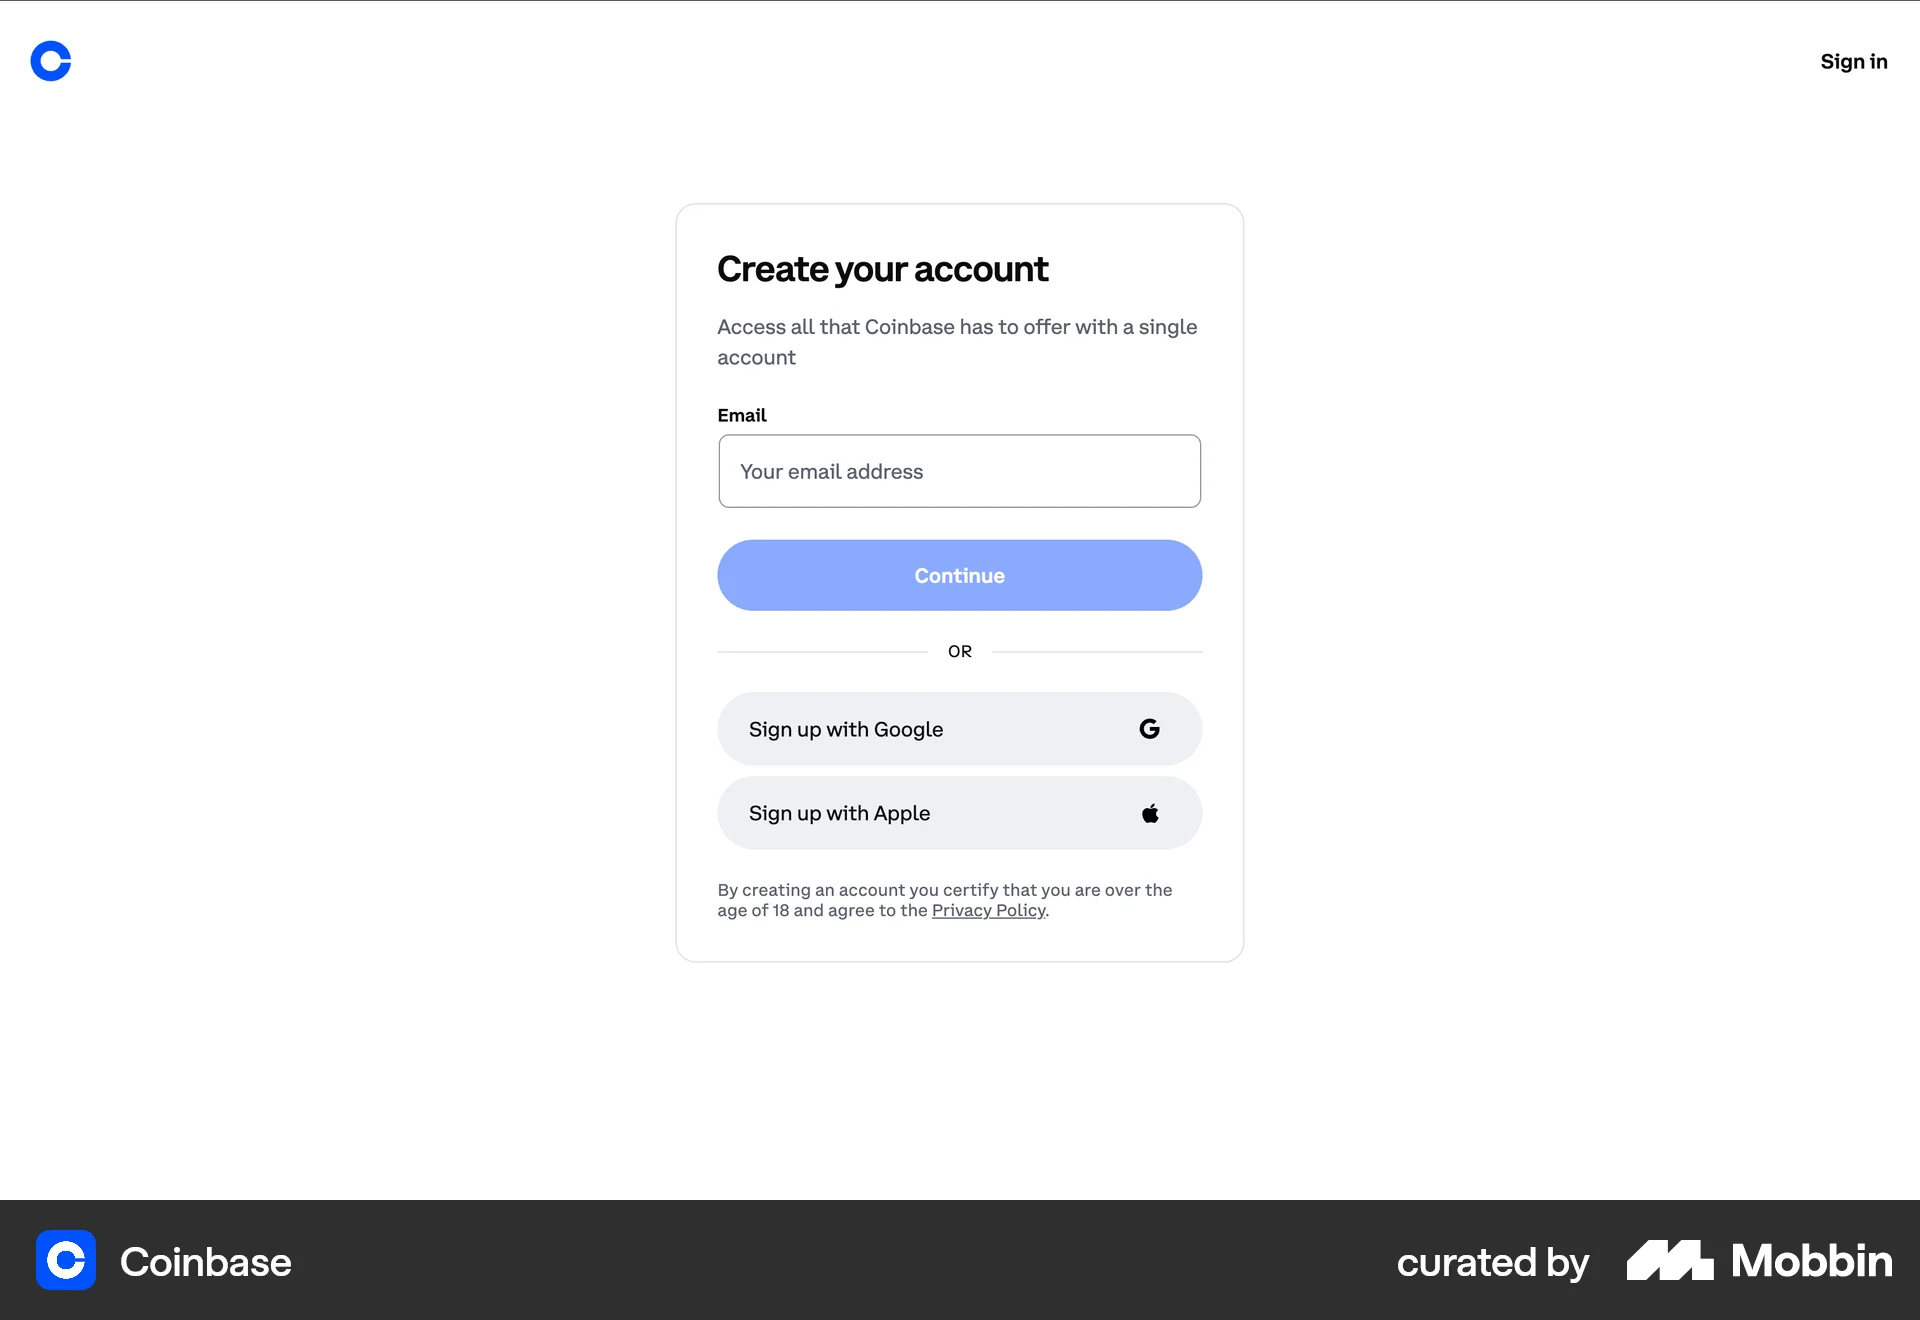 Sign in
Create your account
Access all that Coinbase has to offer with a single
account
Email
Your email address
Continue
OR
Sign up with Google
Sign up with Apple
By creating an account you certify that you are over the
age of 18 and agree to the Privacy Policy.
Coinbase
curated by Mobbin